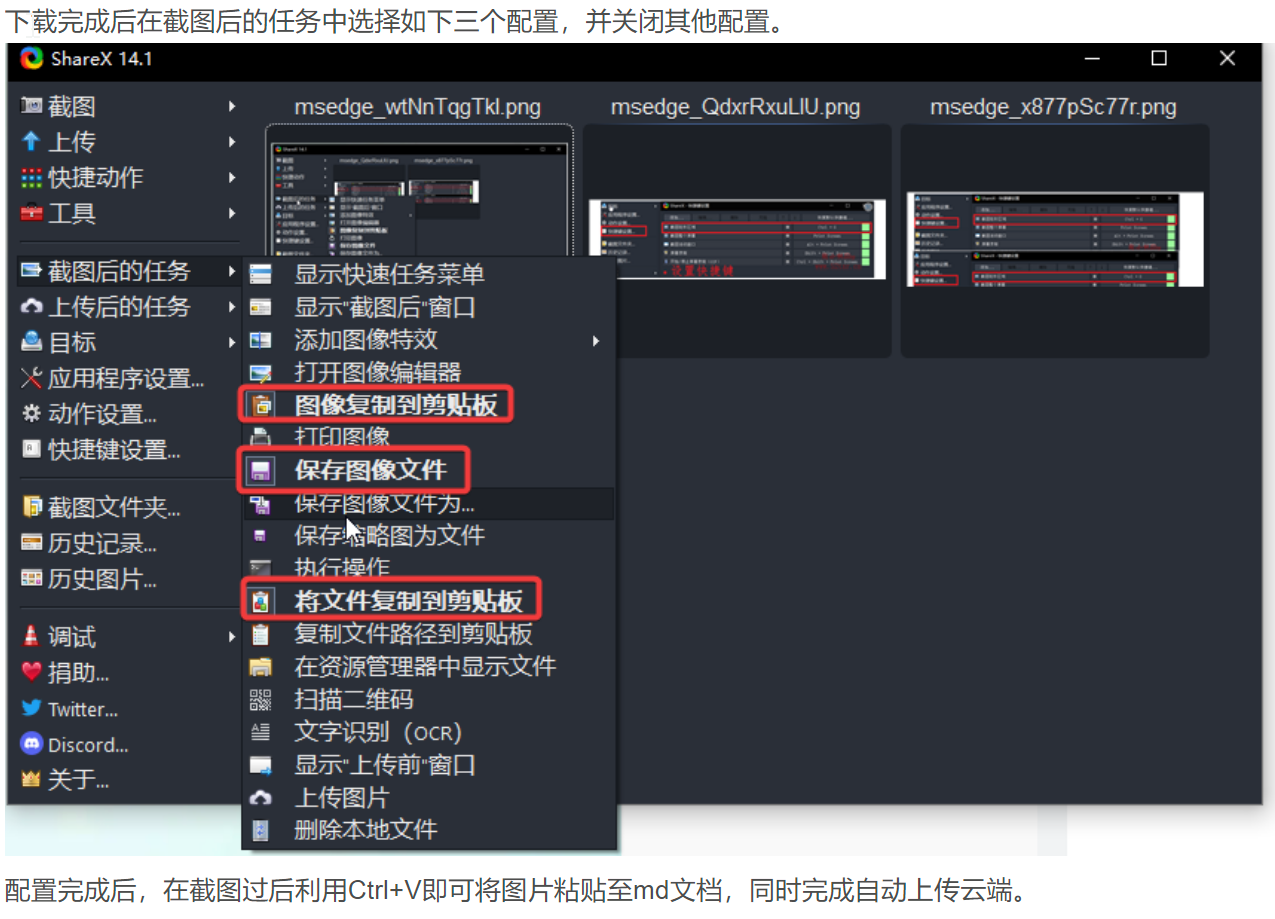 下载完成后在截图后的任务中选择如下三个配置，并关闭其他配置。
ShareX 14.1
截图
上传
快捷动作
工具
截图后的任务
上传后的任务
目标
应用程序设置...
动作设置...
快捷键设置...
截图文件夹...
历史记录...
历史图片...
调试
捐助...
Twitter...
Discord...
关于...
msedge_wtNnTqgTkI.png
msedge_QdxrRxuLlU.png
msedge_x877pSc77r.png
设置快捷键
显示快速任务菜单
显示"截图后"窗口
添加图像特效
打开图像编辑器
图像复制到剪贴板
打印图像
保存图像文件
保存图像文件为...
保存缩略图为文件
执行操作
将文件复制到剪贴板
复制文件路径到剪贴板
在资源管理器中显示文件
扫描二维码
文字识别（OCR）
显示"上传前"窗口
上传图片
删除本地文件
配置完成后，在截图过后利用Ctrl+V即可将图片粘贴至md文档，同时完成自动上传云端。